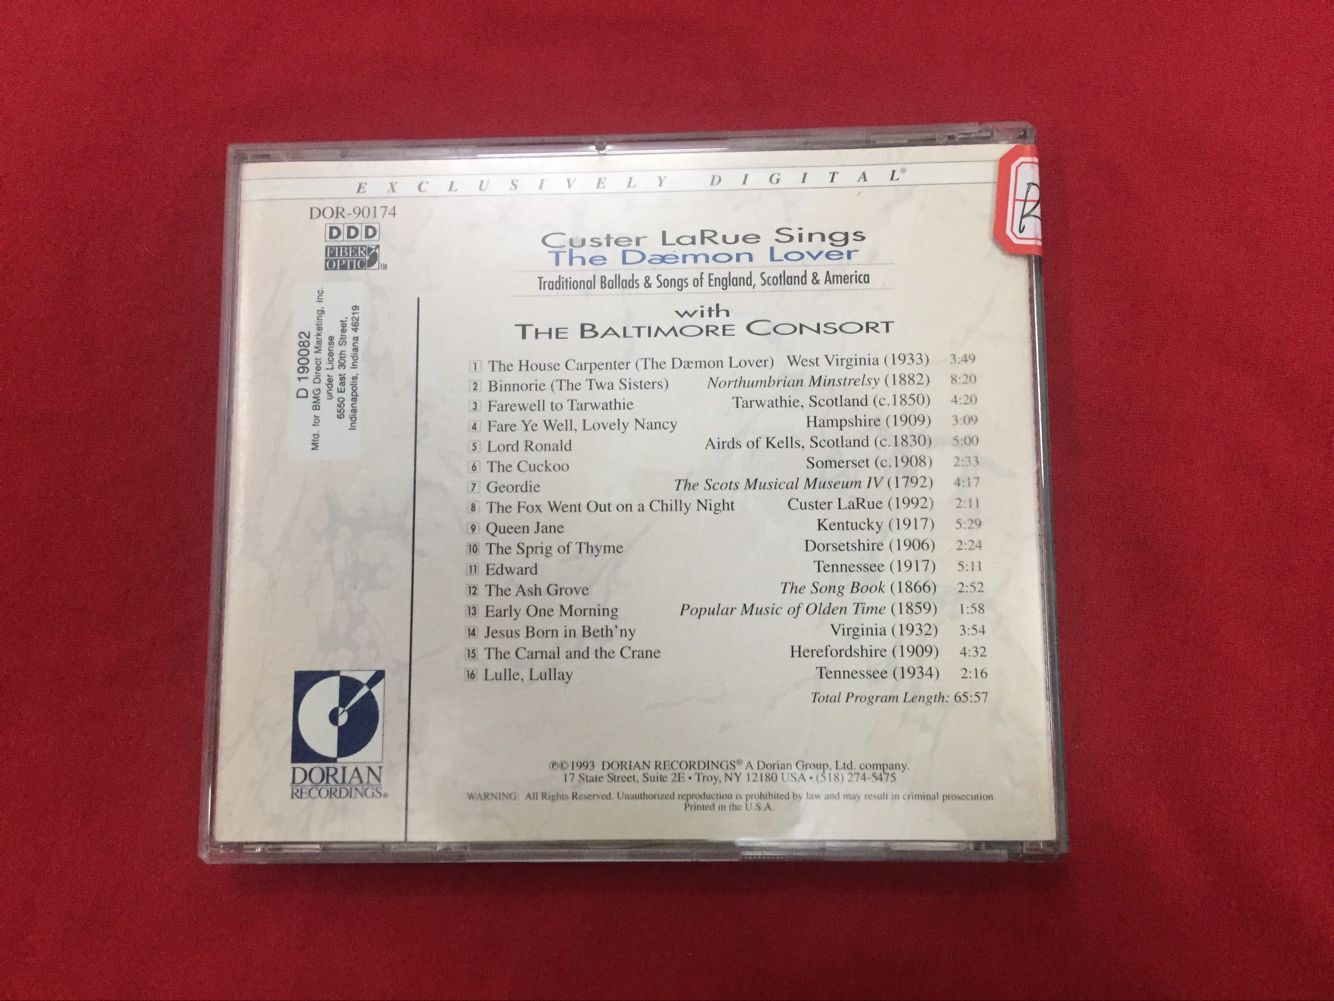 EXCLUSIVELY DIGITAL®
DOR-90174
DDD
FIBER
OPTIC™
D 190082
Mfd. for BMG Direct Marketing, inc.
under License
6550 East 30th Street,
Indianapolis, Indiana 46219
Custer LaRue Sings
The Dæmon Lover
Traditional Ballads & Songs of England, Scotland & America
with
THE BALTIMORE CONSORT
1 The House Carpenter (The Dæmon Lover) West Virginia (1933) 3:49
2 Binnorie (The Twa Sisters) Northumbrian Minstrelsy (1882) 8:20
3 Farewell to Tarwathie Tarwathie, Scotland (c.1850) 4:20
4 Fare Ye Well, Lovely Nancy Hampshire (1909) 3:09
5 Lord Ronald Airds of Kells, Scotland (c.1830) 5:00
6 The Cuckoo Somerset (c.1908) 2:33
7 Geordie The Scots Musical Museum IV (1792) 4:17
8 The Fox Went Out on a Chilly Night Custer LaRue (1992) 2:11
9 Queen Jane Kentucky (1917) 5:29
10 The Sprig of Thyme Dorsetshire (1906) 2:24
11 Edward Tennessee (1917) 5:11
12 The Ash Grove The Song Book (1866) 2:52
13 Early One Morning Popular Music of Olden Time (1859) 1:58
14 Jesus Born in Beth'ny Virginia (1932) 3:54
15 The Carnal and the Crane Herefordshire (1909) 4:32
16 Lulle, Lullay Tennessee (1934) 2:16
Total Program Length: 65:57
DORIAN
RECORDINGS®
℗©1993 DORIAN RECORDINGS® A Dorian Group, Ltd. company.
17 State Street, Suite 2E • Troy, NY 12180 USA • (518) 274-5475
WARNING: All Rights Reserved. Unauthorized reproduction is prohibited by law and may result in criminal prosecution.
Printed in the U.S.A.